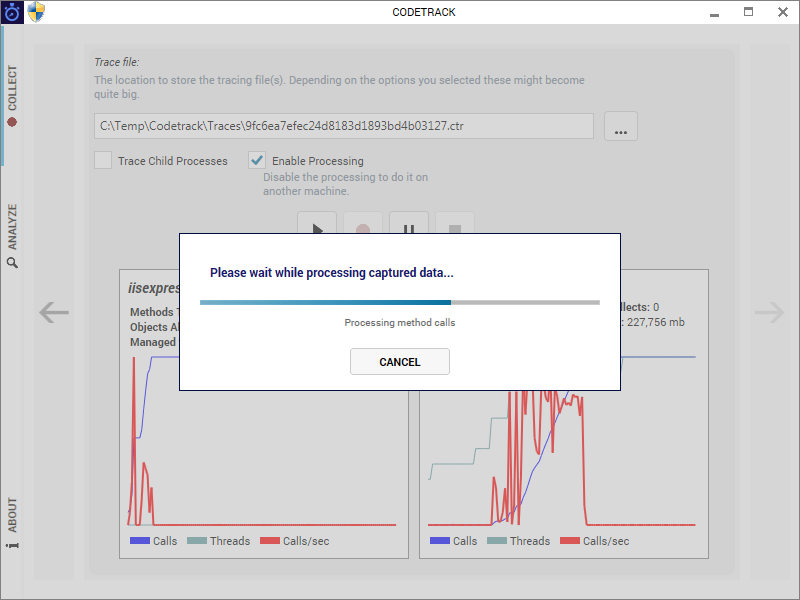 CODETRACK
COLLECT
ANALYZE
ABOUT
Trace file:
The location to store the tracing file(s). Depending on the options you selected these might become
quite big.
C:\Temp\Codetrack\Traces\9fc6ea7efec24d8183d1893bd4b03127.ctr
...
Trace Child Processes
Enable Processing
Disable the processing to do it on
another machine.
Please wait while processing captured data...
Processing method calls
CANCEL
Methods
Objects
Managed
: 0
: 227,756 mb
Calls Threads Calls/sec
Calls Threads Calls/sec